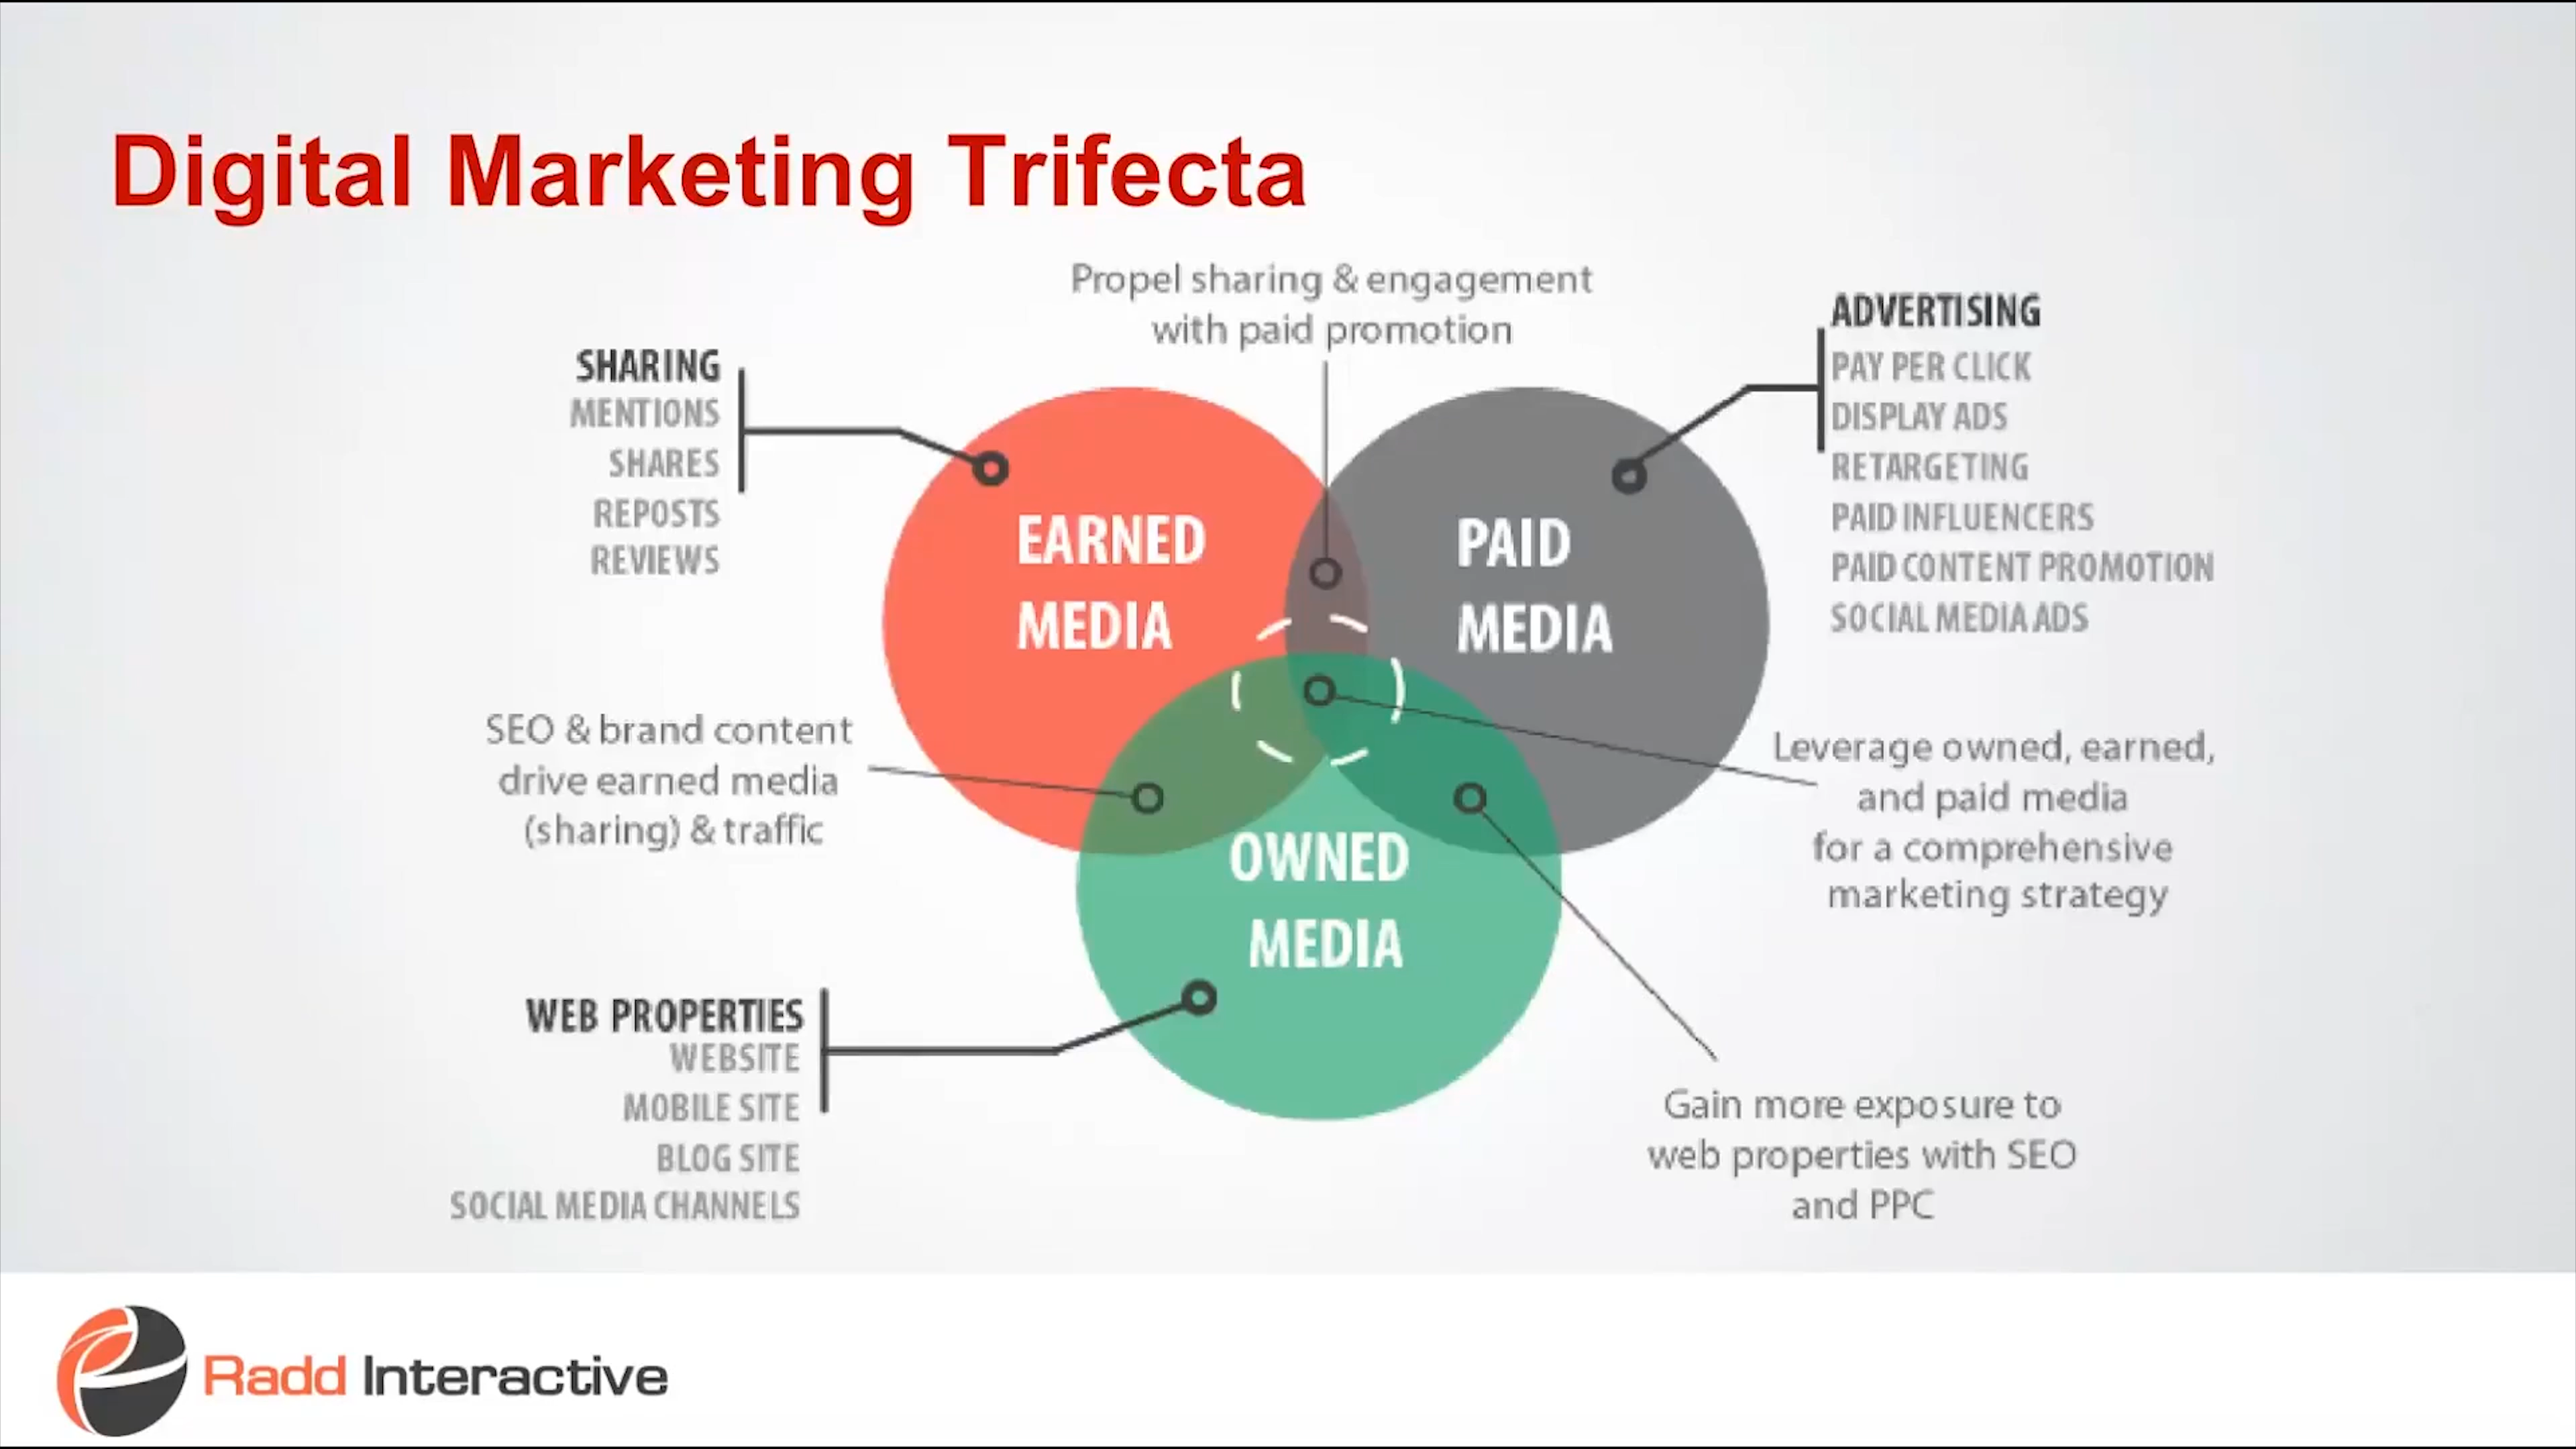 Digital Marketing Trifecta
Propel sharing & engagement
with paid promotion
SHARING
MENTIONS
SHARES
REPOSTS
REVIEWS
ADVERTISING
PAY PER CLICK
DISPLAY ADS
RETARGETING
PAID INFLUENCERS
PAID CONTENT PROMOTION
SOCIAL MEDIA ADS
EARNED
MEDIA
PAID
MEDIA
SEO & brand content
drive earned media
(sharing) & traffic
Leverage owned, earned,
and paid media
for a comprehensive
marketing strategy
OWNED
MEDIA
WEB PROPERTIES
WEBSITE
MOBILE SITE
BLOG SITE
SOCIAL MEDIA CHANNELS
Gain more exposure to
web properties with SEO
and PPC
Radd Interactive